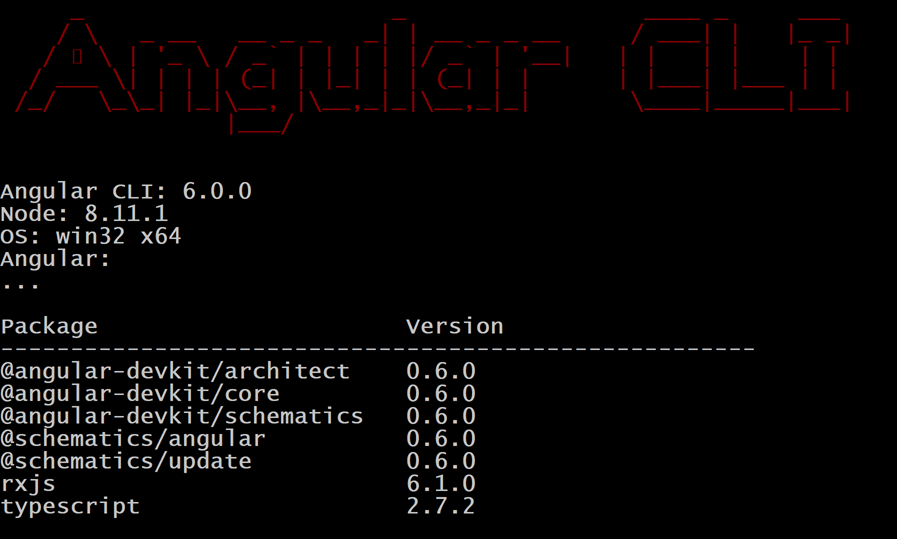 Angular CLI
Angular CLI: 6.0.0
Node: 8.11.1
OS: win32 x64
Angular:
...
Package Version
------------------------------------------------------
@angular-devkit/architect 0.6.0
@angular-devkit/core 0.6.0
@angular-devkit/schematics 0.6.0
@schematics/angular 0.6.0
@schematics/update 0.6.0
rxjs 6.1.0
typescript 2.7.2